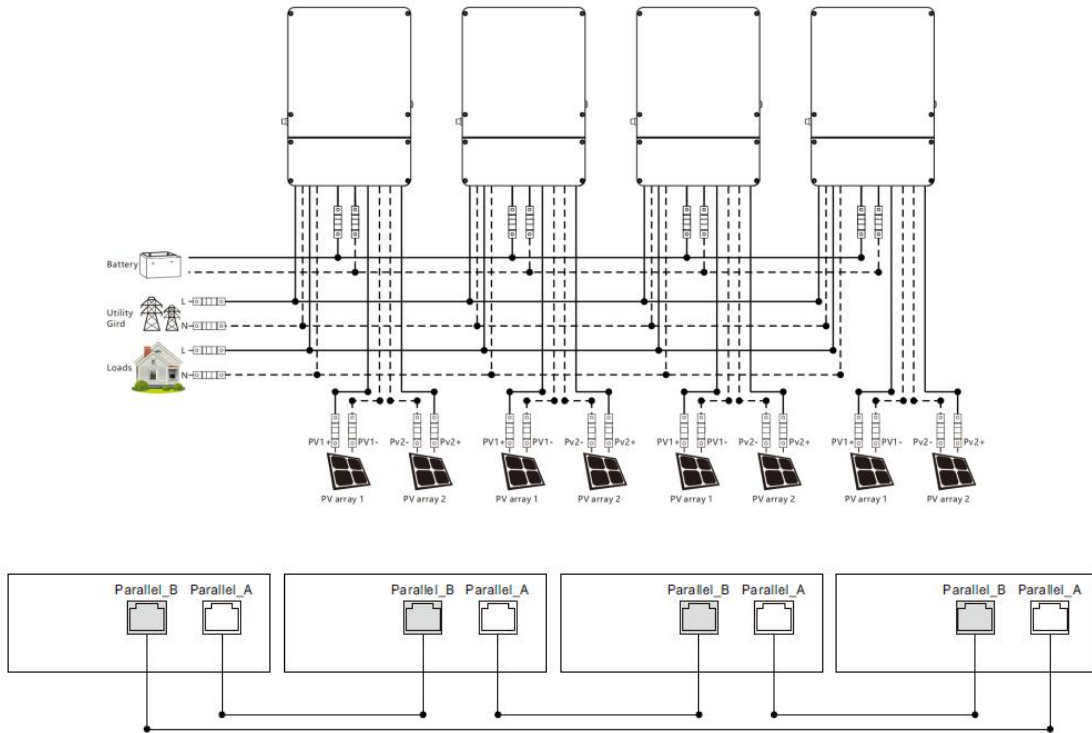 Battery
L
Utility
Gird
N
L
Loads
N
PV1+ PV1- Pv2- Pv2+ PV1+ PV1- Pv2- Pv2+ PV1+ PV1- Pv2- Pv2+ PV1+ PV1- Pv2- Pv2+
PV array 1 PV array 2 PV array 1 PV array 2 PV array 1 PV array 2 PV array 1 PV array 2
Parallel_B Parallel_A Parallel_B Parallel_A Parallel_B Parallel_A Parallel_B Parallel_A